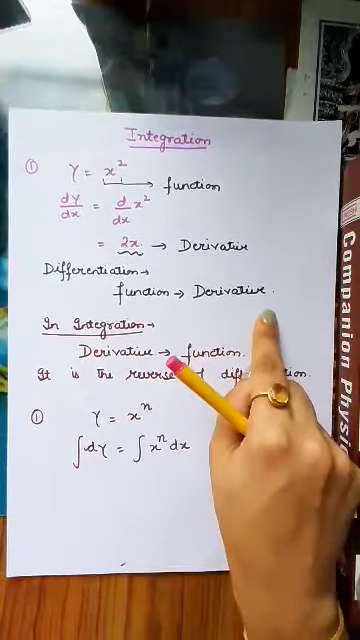 Integration
① Y = x²
function
dY/dx = d/dx x²
= 2x. → Derivative
Differentiation→
function → Derivative.
In Integration→
Derivative → function.
It is the reverse
① Y = xⁿ
∫dY = ∫xⁿ dx
Companion Physi